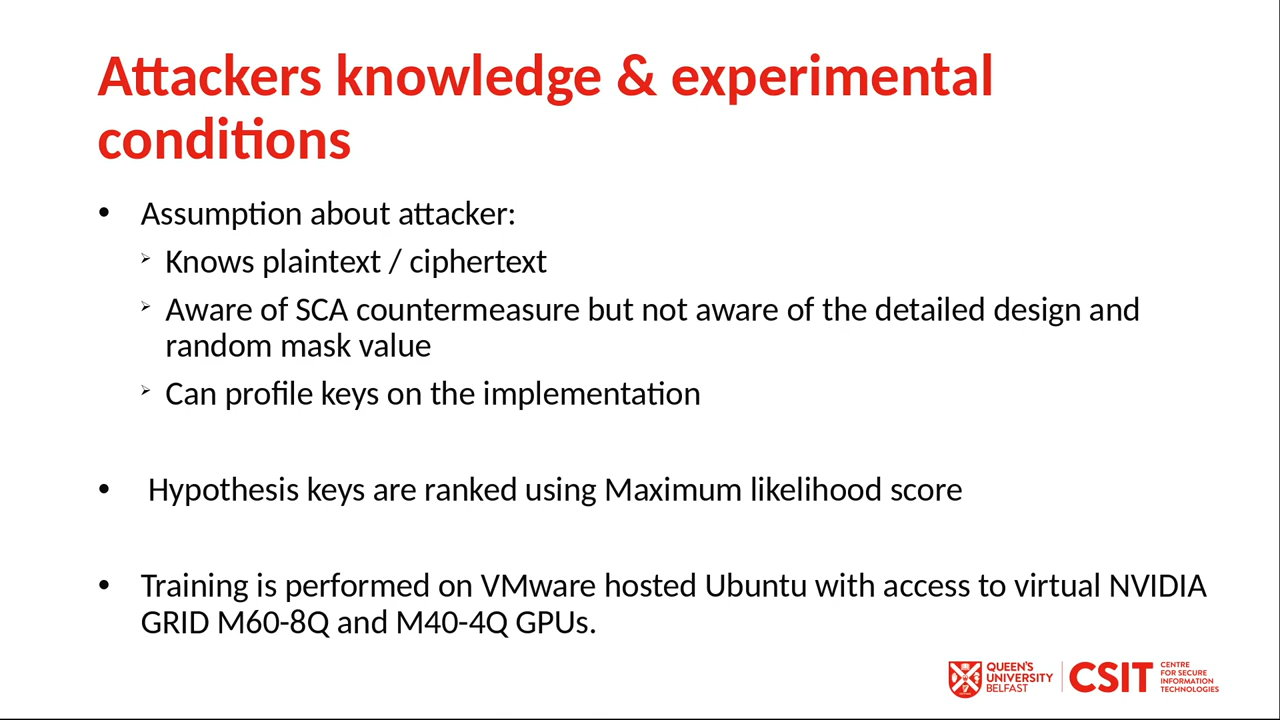 Attackers knowledge & experimental
conditions
• Assumption about attacker:
➢ Knows plaintext / ciphertext
➢ Aware of SCA countermeasure but not aware of the detailed design and
random mask value
➢ Can profile keys on the implementation
• Hypothesis keys are ranked using Maximum likelihood score
• Training is performed on VMware hosted Ubuntu with access to virtual NVIDIA
GRID M60-8Q and M40-4Q GPUs.
QUEEN'S
UNIVERSITY
BELFAST
CSIT
CENTRE
FOR SECURE
INFORMATION
TECHNOLOGIES